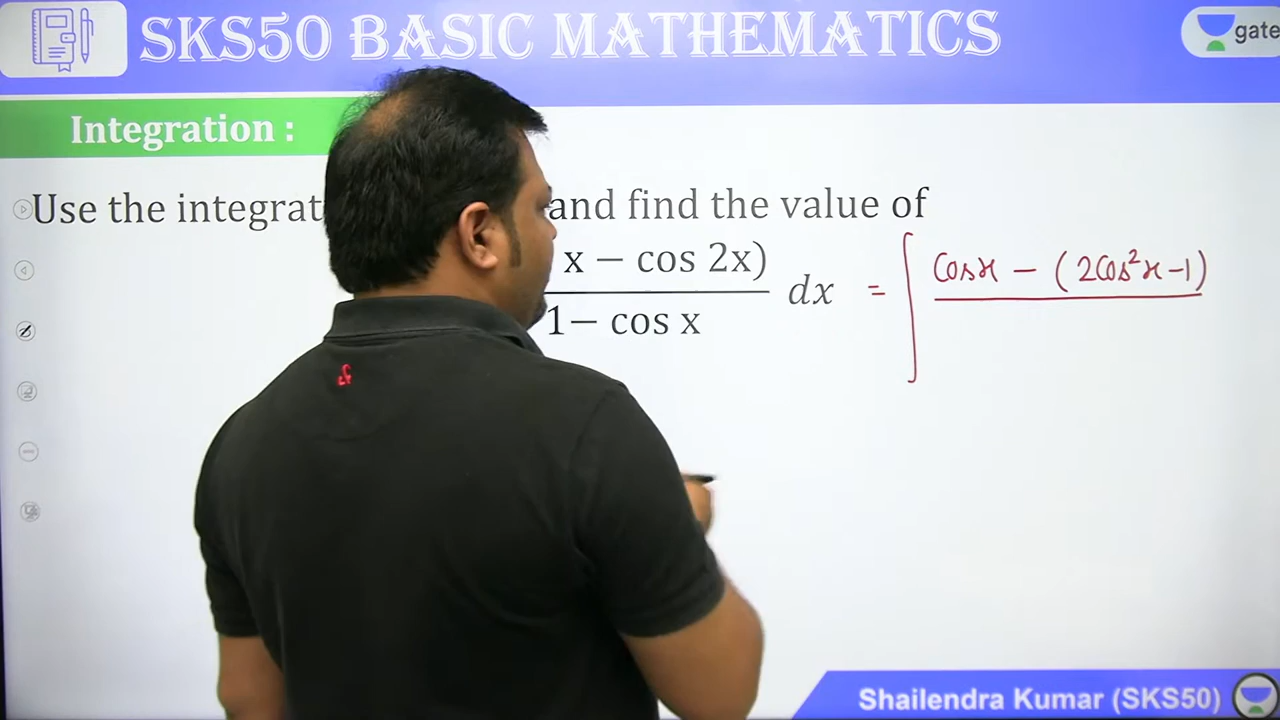 SKS50 BASIC MATHEMATICS
gate
Integration :
Use the integrat and find the value of
x − cos 2x)
1− cos x
dx = ∫ Cosx − (2Cos²x−1)
Shailendra Kumar (SKS50)